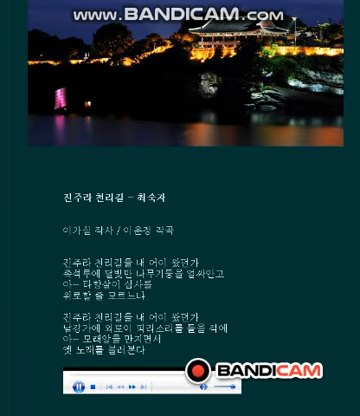 www.BANDICAM.com
진주라 천리길 - 최숙자
이가실 작사 / 이운정 작곡
진주라 천리길을 내 어이 왔던가
촉석루에 달빛만 나무기둥을 얼싸안고
아- 타향살이 심사를
위로할 줄 모르느냐
진주라 천리길을 내 어이 왔던가
남강가에 외로이 피리소리를 들을 적에
아- 모래알을 만지면서
옛 노래를 불러본다
BANDICAM